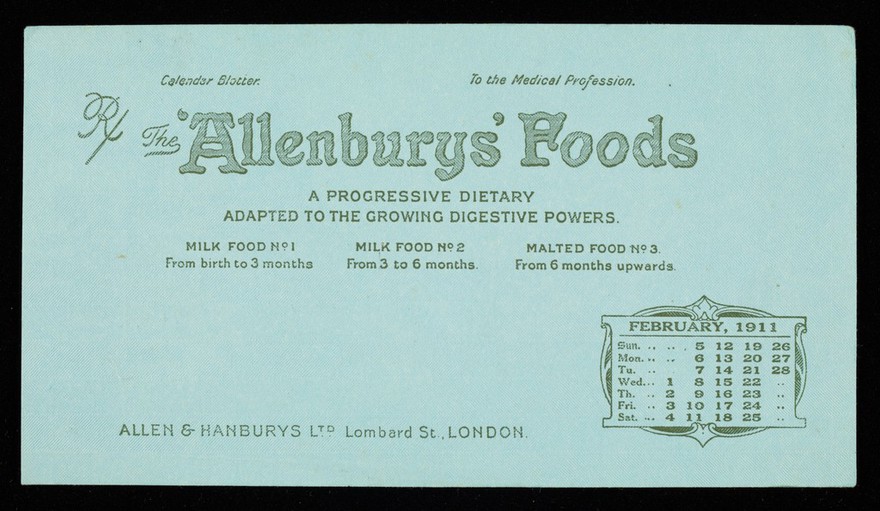 Calendar Blotter. To the Medical Profession.
℞ The 'Allenburys' Foods
A PROGRESSIVE DIETARY
ADAPTED TO THE GROWING DIGESTIVE POWERS.
MILK FOOD Nº 1 MILK FOOD Nº 2 MALTED FOOD Nº 3.
From birth to 3 months From 3 to 6 months. From 6 months upwards.
FEBRUARY, 1911
Sun. .. .. 5 12 19 26
Mon. .. .. 6 13 20 27
Tu. .. .. 7 14 21 28
Wed... 1 8 15 22 ..
Th. .. 2 9 16 23 ..
Fri. .. 3 10 17 24 ..
Sat. .. 4 11 18 25 ..
ALLEN & HANBURYS LTD Lombard St., LONDON.